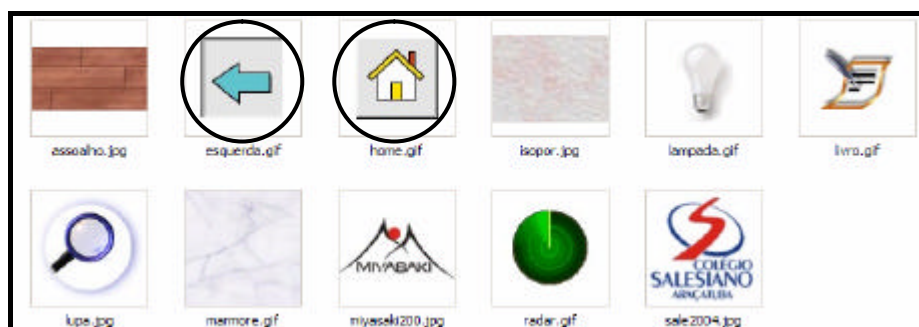 assoalho.jpg
esquerda.gif
home.gif
isopor.jpg
lampada.gif
livro.gif
MIYASAKI
COLÉGIO
SALESIANO
ARAÇATUBA
lupa.jpg
marmore.gif
miyasaki200.jpg
radar.gif
sale2004.jpg